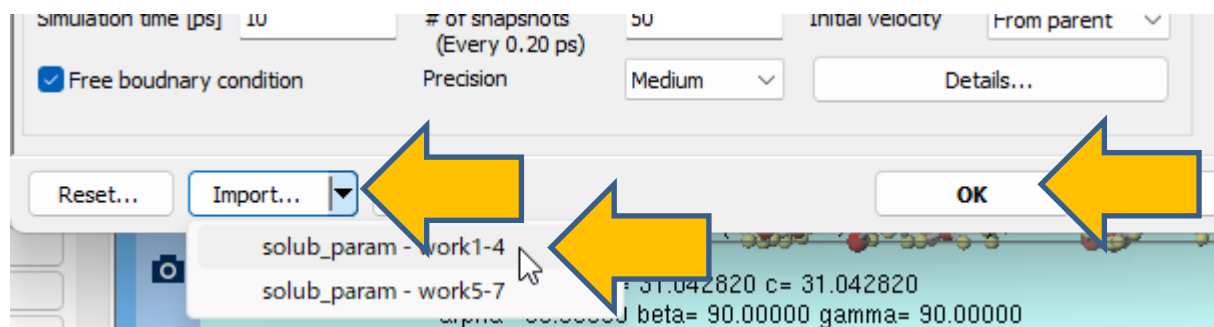 Simulation time [ps] 10 # of snapshots 50 Initial velocity From parent
(Every 0.20 ps)
Free boudnary condition Precision Medium Details...
Reset... Import... OK
solub_param - work1-4
solub_param - work5-7
= 31.042820 c= 31.042820
beta= 90.00000 gamma= 90.00000